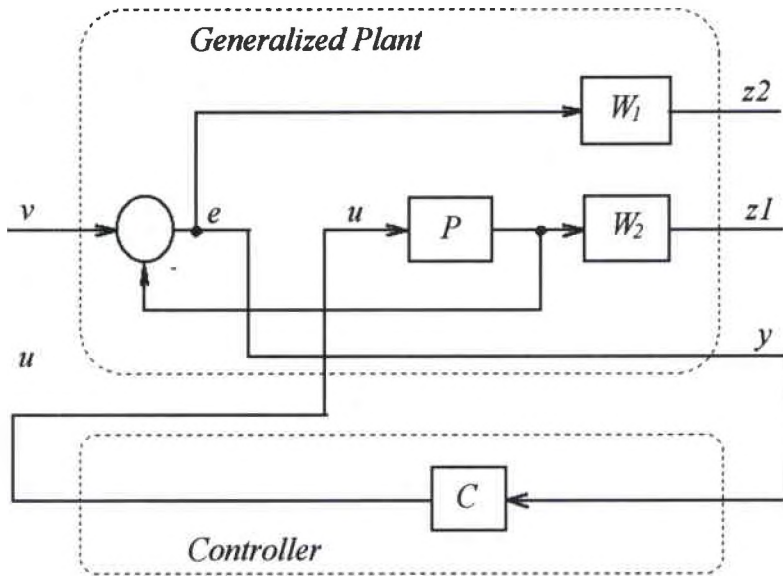 Generalized Plant
W₁
z2
v
e
u
P
W₂
z1
-
u
y
C
Controller